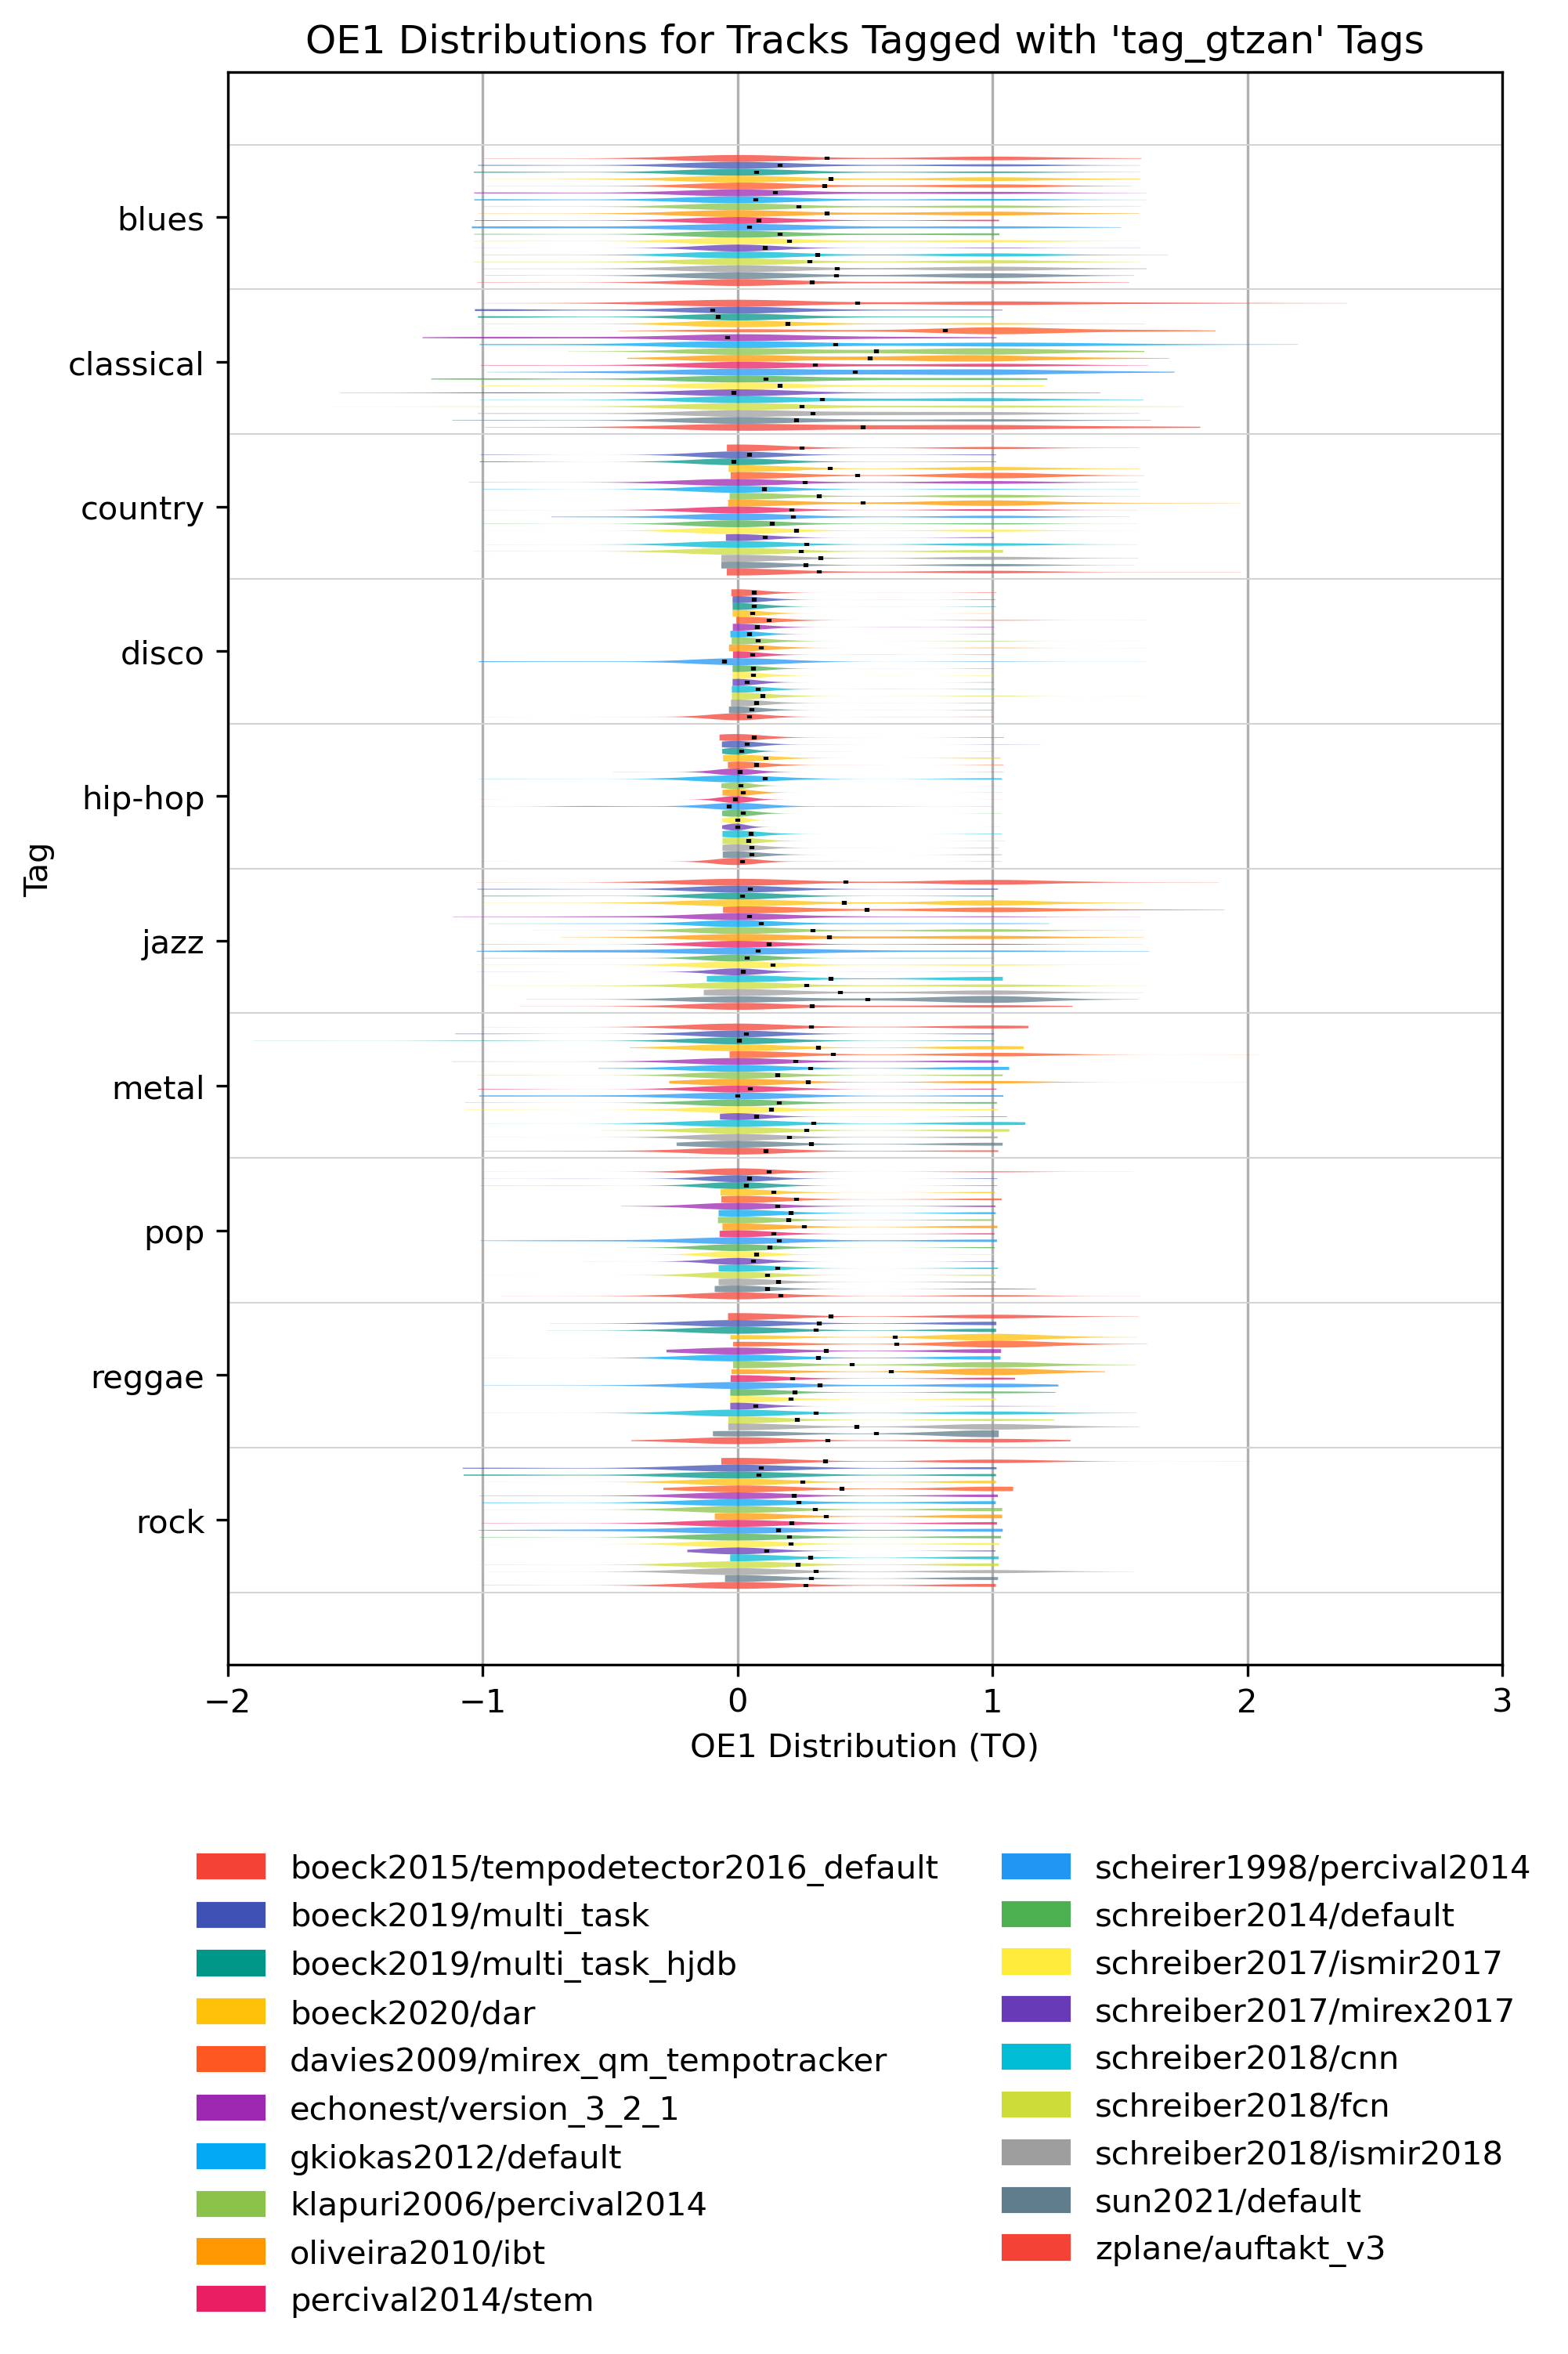 OE1 Distributions for Tracks Tagged with 'tag_gtzan' Tags
Tag
blues
classical
country
disco
hip-hop
jazz
metal
pop
reggae
rock
−2 −1 0 1 2 3
OE1 Distribution (TO)
boeck2015/tempodetector2016_default
boeck2019/multi_task
boeck2019/multi_task_hjdb
boeck2020/dar
davies2009/mirex_qm_tempotracker
echonest/version_3_2_1
gkiokas2012/default
klapuri2006/percival2014
oliveira2010/ibt
percival2014/stem
scheirer1998/percival2014
schreiber2014/default
schreiber2017/ismir2017
schreiber2017/mirex2017
schreiber2018/cnn
schreiber2018/fcn
schreiber2018/ismir2018
sun2021/default
zplane/auftakt_v3